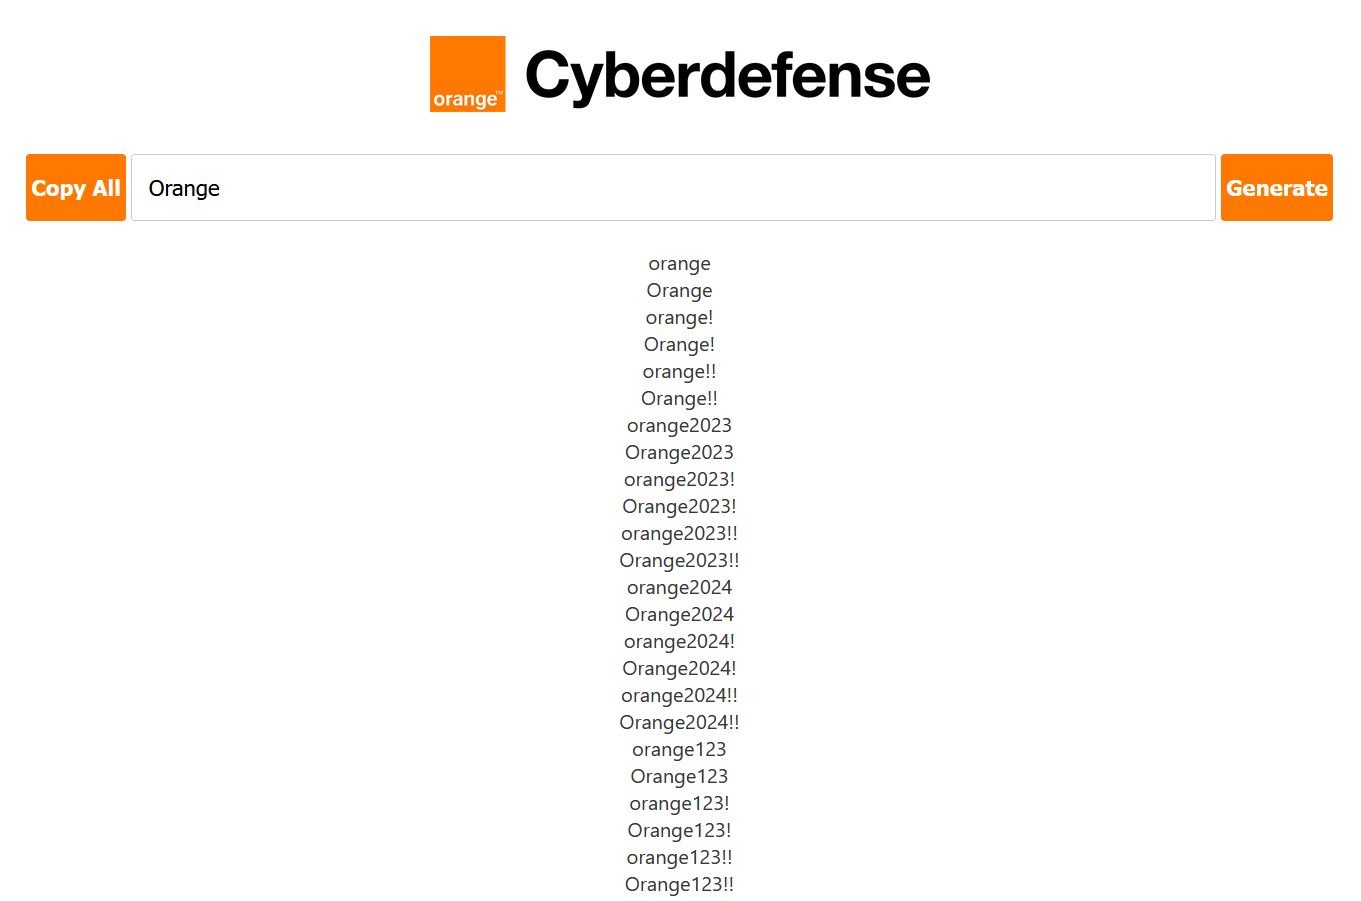 orange™ Cyberdefense
Copy All Orange Generate
orange
Orange
orange!
Orange!
orange!!
Orange!!
orange2023
Orange2023
orange2023!
Orange2023!
orange2023!!
Orange2023!!
orange2024
Orange2024
orange2024!
Orange2024!
orange2024!!
Orange2024!!
orange123
Orange123
orange123!
Orange123!
orange123!!
Orange123!!